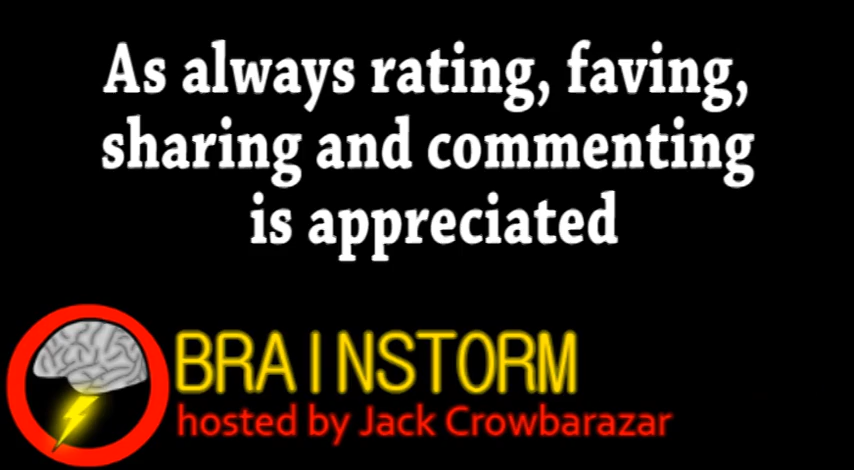 As always rating, faving,
sharing and commenting
is appreciated
BRAINSTORM
hosted by Jack Crowbarazar